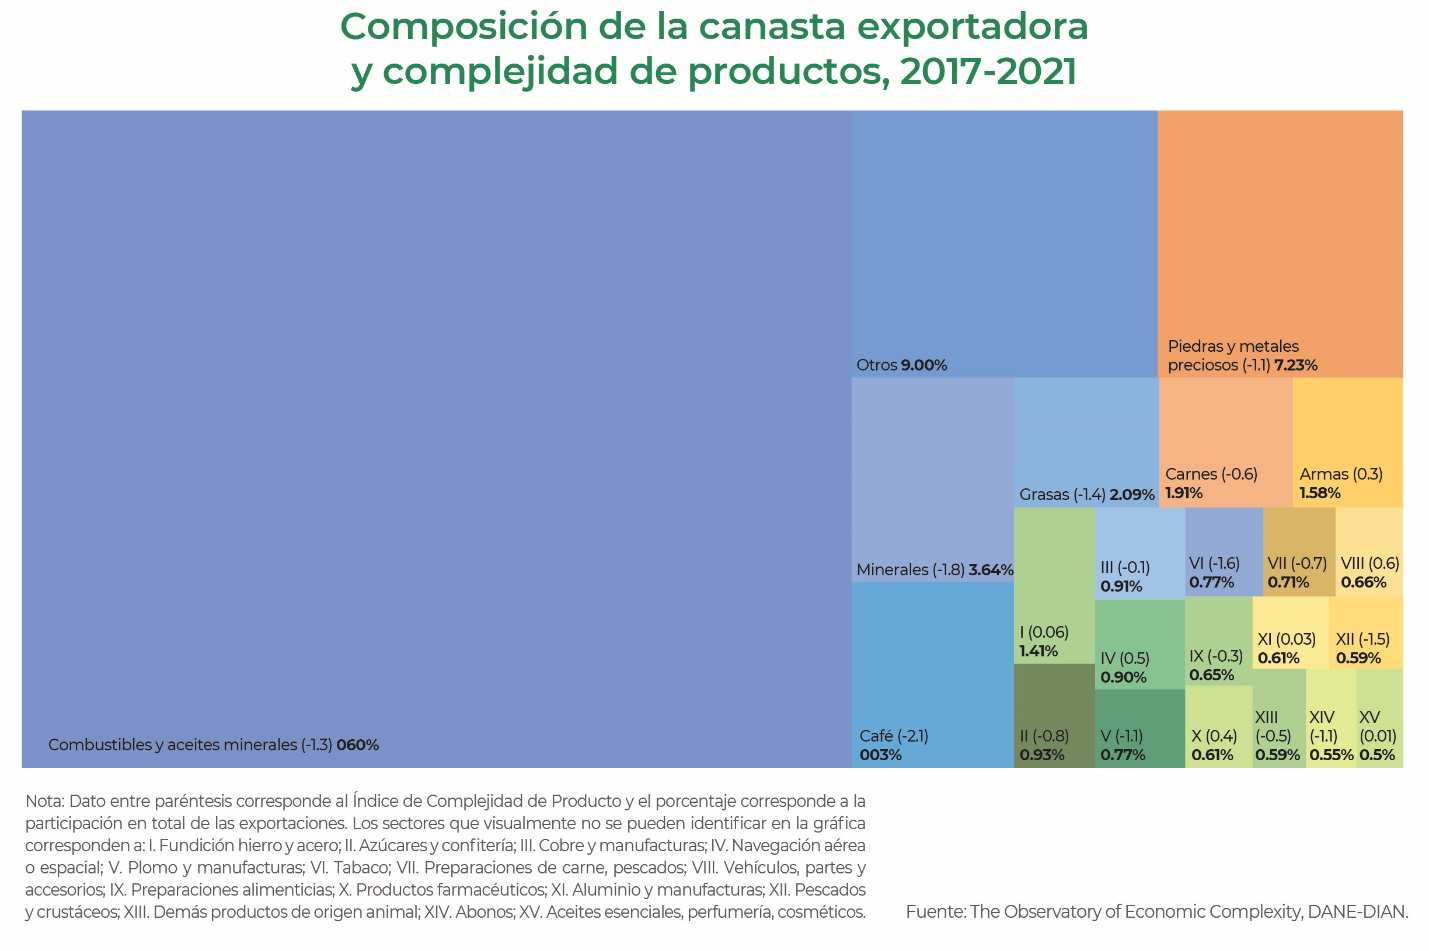 Composición de la canasta exportadora
y complejidad de productos, 2017-2021
Combustibles y aceites minerales (-1.3) 060%
Otros 9.00%
Piedras y metales
preciosos (-1.1) 7.23%
Minerales (-1.8) 3.64%
Grasas (-1.4) 2.09%
Carnes (-0.6)
1.91%
Armas (0.3)
1.58%
Café (-2.1)
003%
I (0.06)
1.41%
II (-0.8)
0.93%
III (-0.1)
0.91%
IV (0.5)
0.90%
V (-1.1)
0.77%
VI (-1.6)
0.77%
VII (-0.7)
0.71%
VIII (0.6)
0.66%
IX (-0.3)
0.65%
X (0.4)
0.61%
XI (0.03)
0.61%
XII (-1.5)
0.59%
XIII
(-0.5)
0.59%
XIV
(-1.1)
0.55%
XV
(0.01)
0.5%
Nota: Dato entre paréntesis corresponde al Índice de Complejidad de Producto y el porcentaje corresponde a la
participación en total de las exportaciones. Los sectores que visualmente no se pueden identificar en la gráfica
corresponden a: I. Fundición hierro y acero; II. Azúcares y confitería; III. Cobre y manufacturas; IV. Navegación aérea
o espacial; V. Plomo y manufacturas; VI. Tabaco; VII. Preparaciones de carne, pescados; VIII. Vehículos, partes y
accesorios; IX. Preparaciones alimenticias; X. Productos farmacéuticos; XI. Aluminio y manufacturas; XII. Pescados
y crustáceos; XIII. Demás productos de origen animal; XIV. Abonos; XV. Aceites esenciales, perfumería, cosméticos.
Fuente: The Observatory of Economic Complexity, DANE-DIAN.